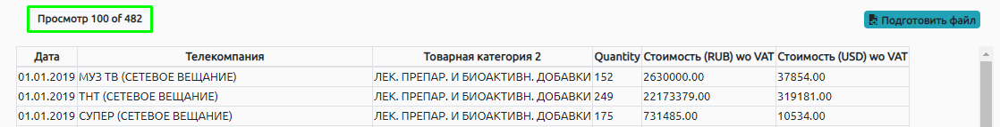 Просмотр 100 of 482
Подготовить файл
Дата Телекомпания Товарная категория 2 Quantity Стоимость (RUB) wo VAT Стоимость (USD) wo VAT
01.01.2019 МУЗ ТВ (СЕТЕВОЕ ВЕЩАНИЕ) ЛЕК. ПРЕПАР. И БИОАКТИВН. ДОБАВКИ 152 2630000.00 37854.00
01.01.2019 ТНТ (СЕТЕВОЕ ВЕЩАНИЕ) ЛЕК. ПРЕПАР. И БИОАКТИВН. ДОБАВКИ 249 22173379.00 319181.00
01.01.2019 СУПЕР (СЕТЕВОЕ ВЕЩАНИЕ) ЛЕК. ПРЕПАР. И БИОАКТИВН. ДОБАВКИ 175 731485.00 10534.00